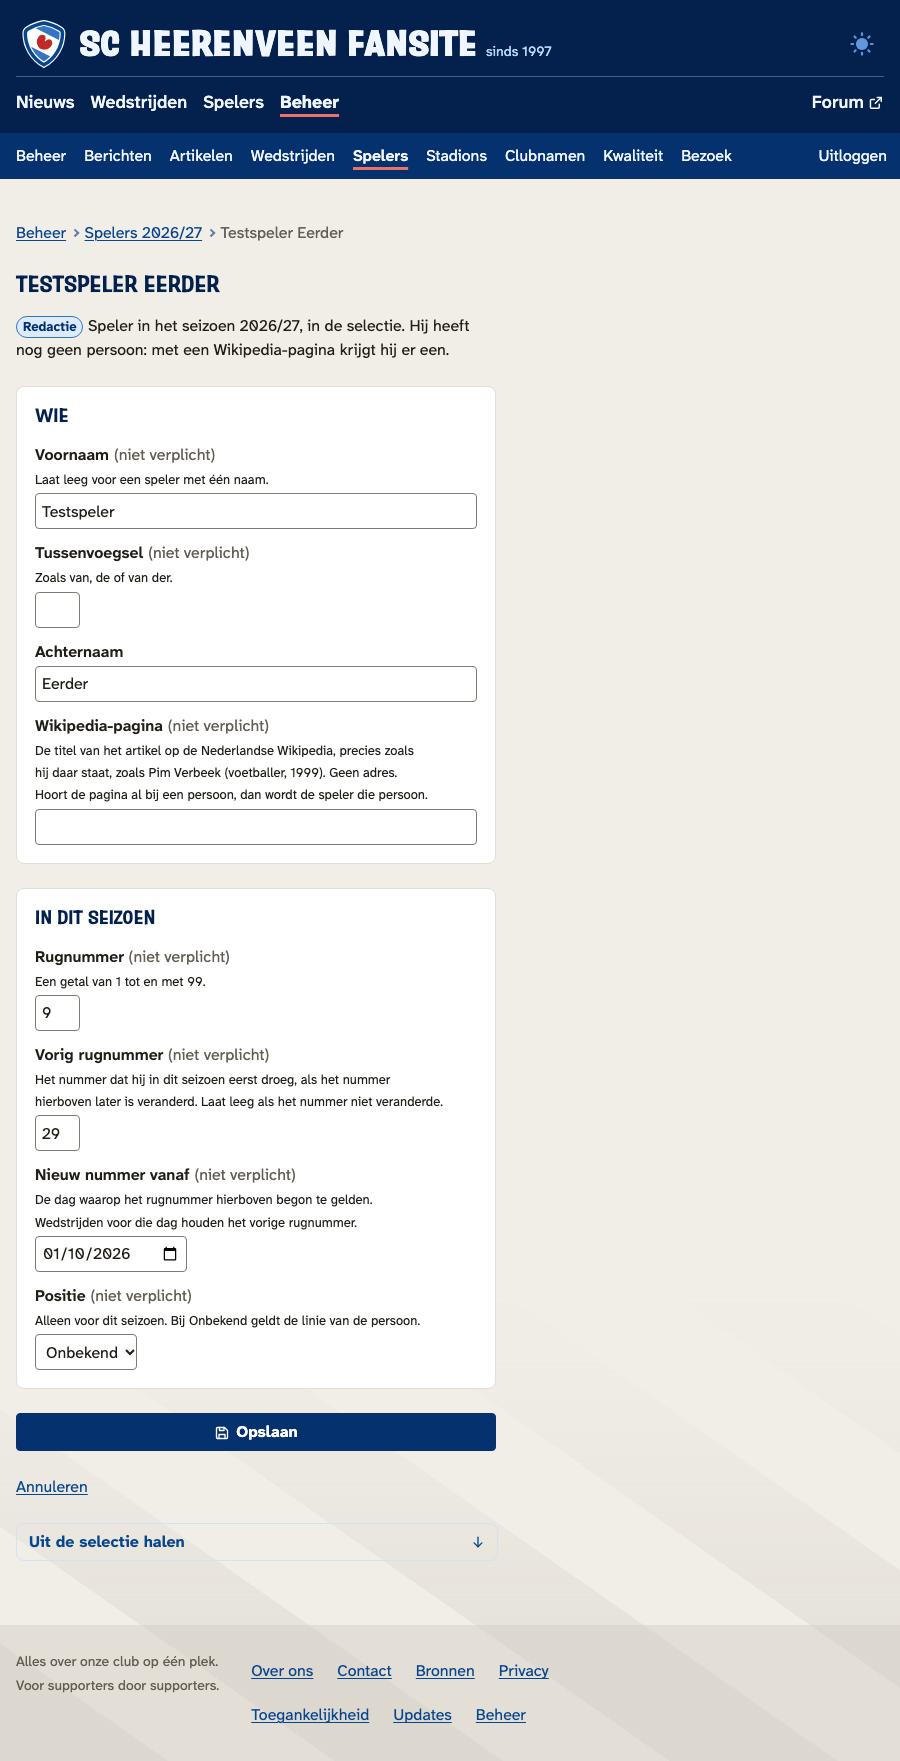 SC HEERENVEEN FANSITE sinds 1997
Nieuws Wedstrijden Spelers Beheer Forum
Beheer Berichten Artikelen Wedstrijden Spelers Stadions Clubnamen Kwaliteit Bezoek Uitloggen
Beheer > Spelers 2026/27 > Testspeler Eerder
TESTSPELER EERDER
Redactie Speler in het seizoen 2026/27, in de selectie. Hij heeft
nog geen persoon: met een Wikipedia-pagina krijgt hij er een.
WIE
Voornaam (niet verplicht)
Laat leeg voor een speler met één naam.
Testspeler
Tussenvoegsel (niet verplicht)
Zoals van, de of van der.
Achternaam
Eerder
Wikipedia-pagina (niet verplicht)
De titel van het artikel op de Nederlandse Wikipedia, precies zoals
hij daar staat, zoals Pim Verbeek (voetballer, 1999). Geen adres.
Hoort de pagina al bij een persoon, dan wordt de speler die persoon.
IN DIT SEIZOEN
Rugnummer (niet verplicht)
Een getal van 1 tot en met 99.
9
Vorig rugnummer (niet verplicht)
Het nummer dat hij in dit seizoen eerst droeg, als het nummer
hierboven later is veranderd. Laat leeg als het nummer niet veranderde.
29
Nieuw nummer vanaf (niet verplicht)
De dag waarop het rugnummer hierboven begon te gelden.
Wedstrijden voor die dag houden het vorige rugnummer.
01/10/2026
Positie (niet verplicht)
Alleen voor dit seizoen. Bij Onbekend geldt de linie van de persoon.
Onbekend
Opslaan
Annuleren
Uit de selectie halen
Alles over onze club op één plek.
Voor supporters door supporters.
Over ons Contact Bronnen Privacy
Toegankelijkheid Updates Beheer